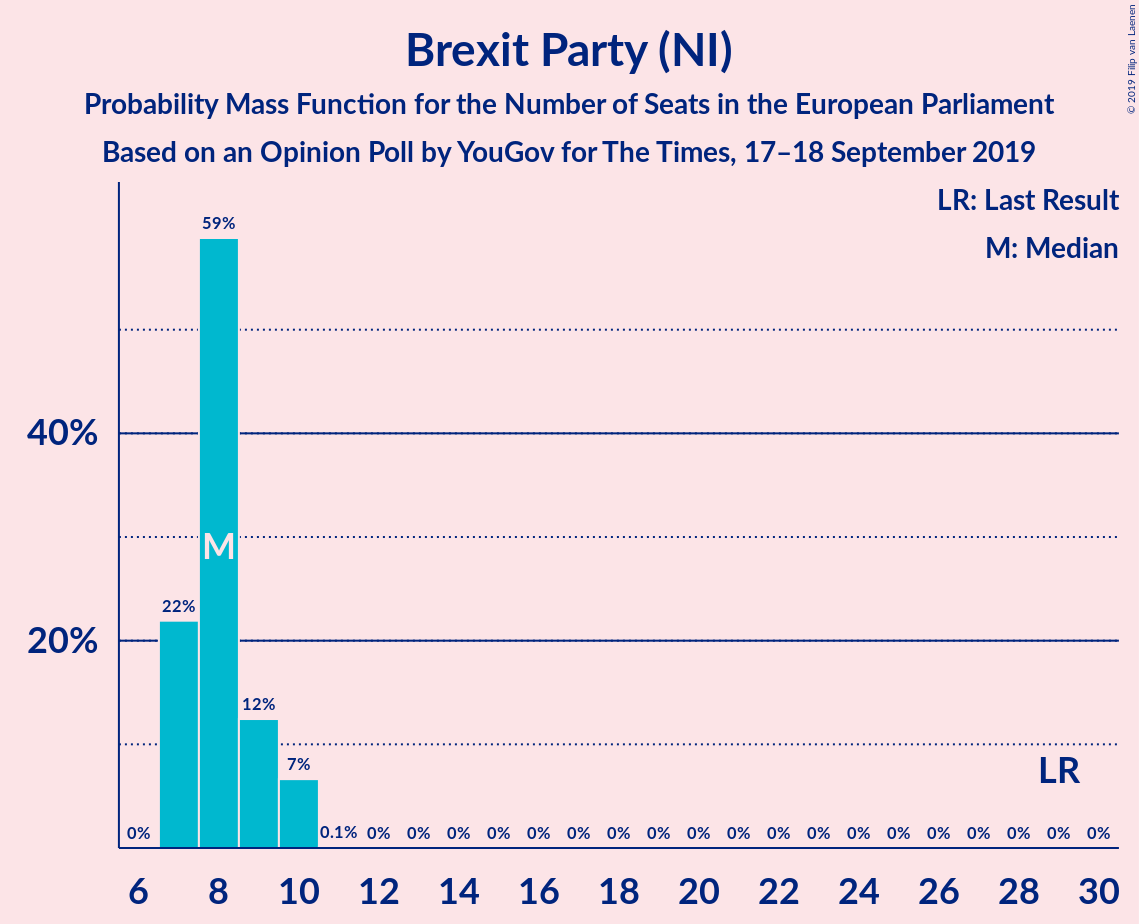 Brexit Party (NI)
Probability Mass Function for the Number of Seats in the European Parliament
Based on an Opinion Poll by YouGov for The Times, 17–18 September 2019
© 2019 Filip van Laenen
LR: Last Result
M: Median
59%
40%
M
22%
20%
12%
7%
LR
0% 0.1% 0% 0% 0% 0% 0% 0% 0% 0% 0% 0% 0% 0% 0% 0% 0% 0% 0% 0% 0%
6 8 10 12 14 16 18 20 22 24 26 28 30